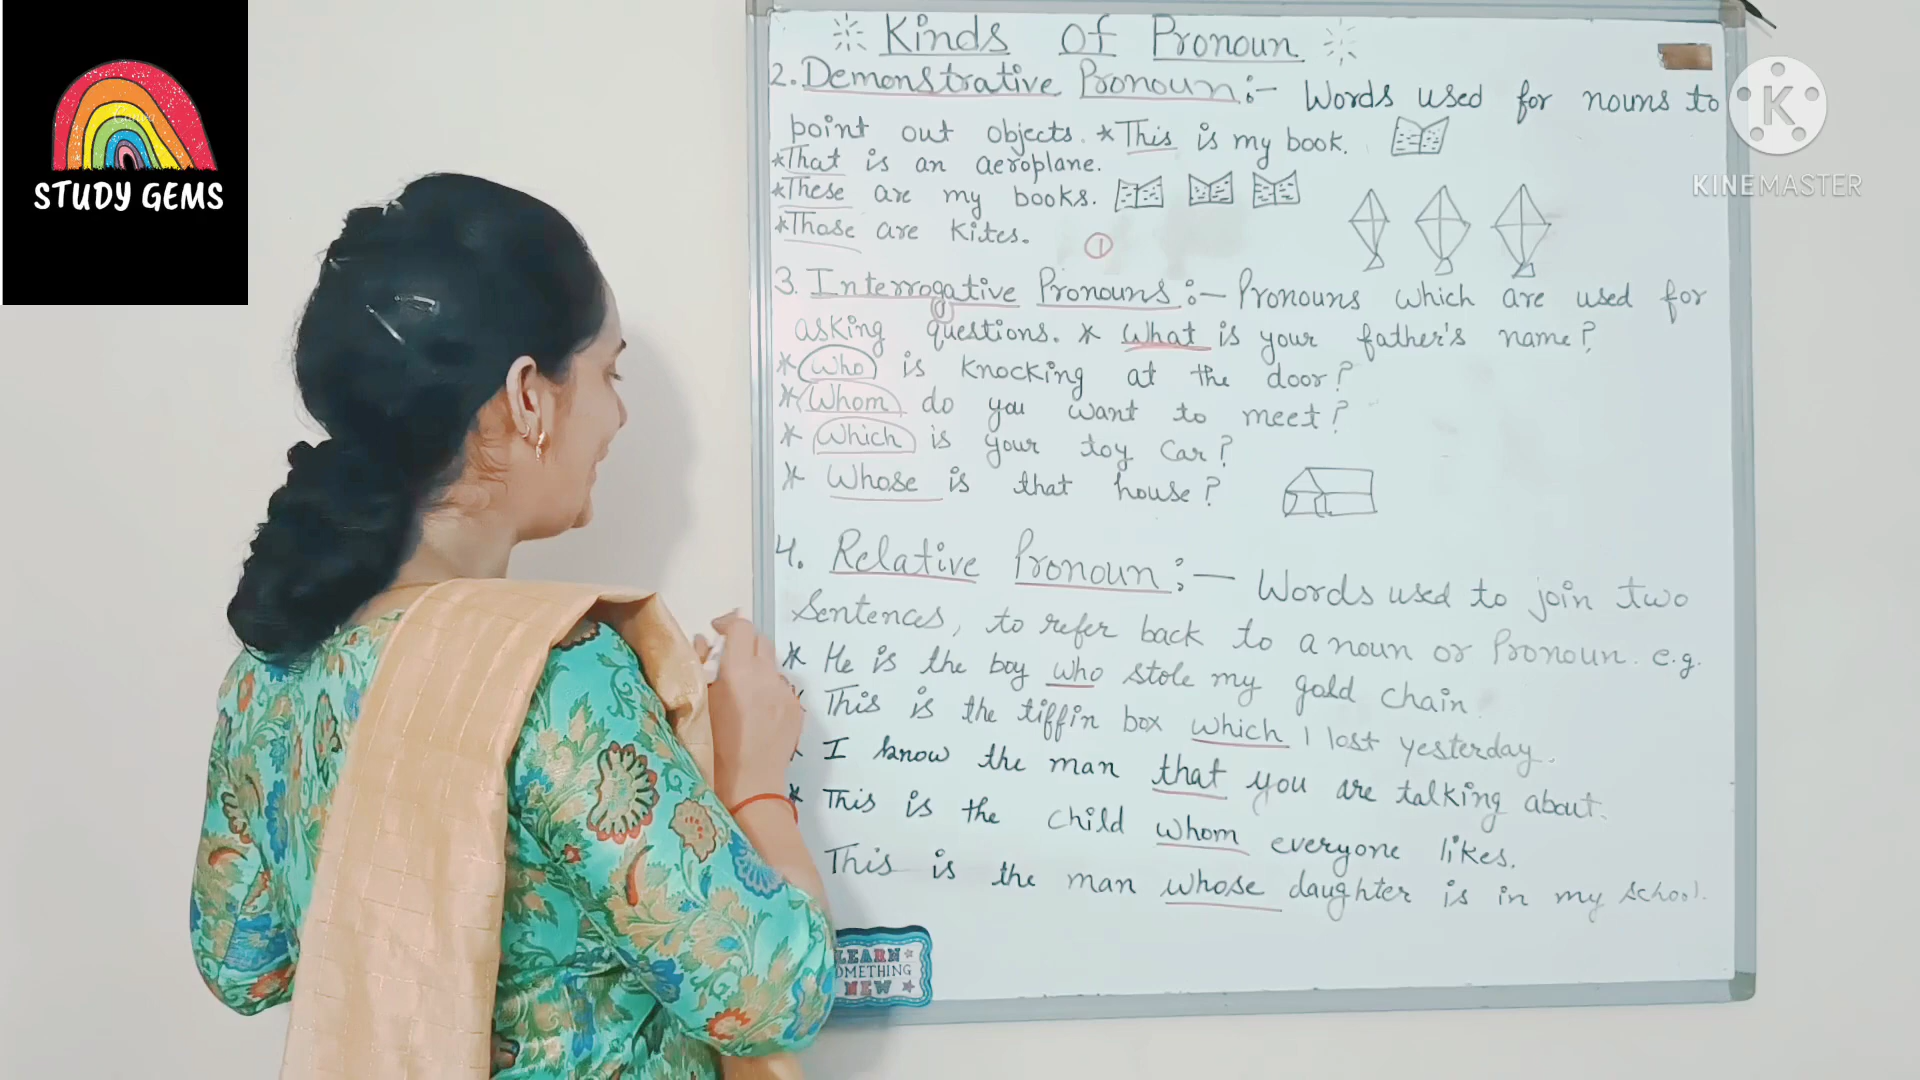 STUDY GEMS
Kinds Of Pronoun
2. Demonstrative Pronoun :- Words used for nouns to
point out objects. * This is my book.
* That is an aeroplane.
* These are my books.
* Those are Kites.
1
3. Interrogative Pronouns :- Pronouns which are used for
asking questions. * What is your father's name?
* Who is knocking at the door?
* Whom do you want to meet?
* Which is your toy Car?
* Whose is that house?
4. Relative Pronoun :- Words used to join two
Sentences, to refer back to a noun or Pronoun. e.g.
* He is the boy who stole my gold chain.
* This is the tiffin box which I lost yesterday.
* I know the man that you are talking about.
* This is the child whom everyone likes.
This is the man whose daughter is in my school.
LEARN
SOMETHING
NEW
K
KINEMASTER